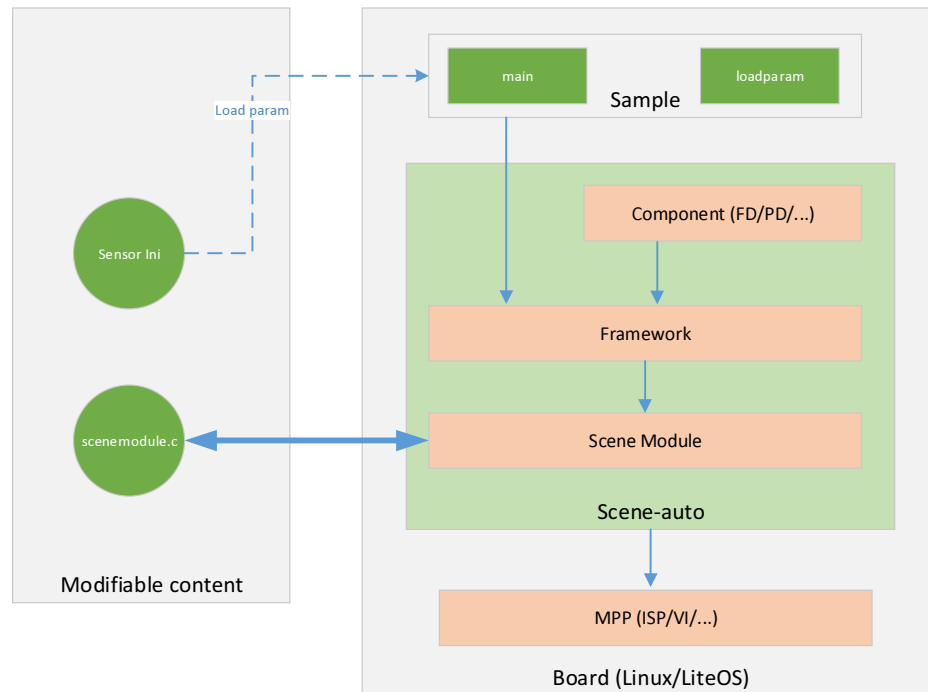 main
loadparam
Sample
Load param
Component (FD/PD/...)
Sensor Ini
Framework
scenemodule.c
Scene Module
Scene-auto
Modifiable content
MPP (ISP/VI/...)
Board (Linux/LiteOS)